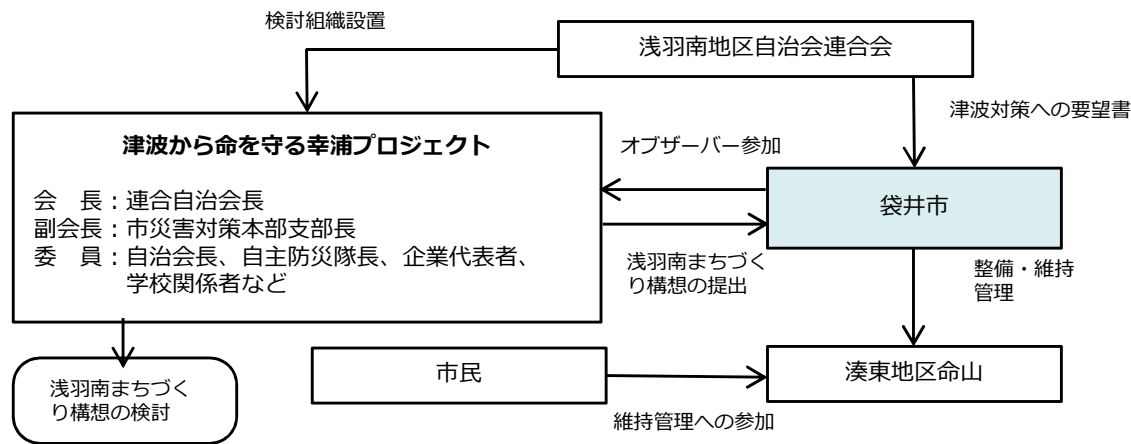 検討組織設置
浅羽南地区自治会連合会
津波対策への要望書
津波から命を守る幸浦プロジェクト
会　長：連合自治会長
副会長：市災害対策本部支部長
委　員：自治会長、自主防災隊長、企業代表者、
学校関係者など
オブザーバー参加
袋井市
浅羽南まちづく
り構想の提出
整備・維持
管理
浅羽南まちづく
り構想の検討
市民
維持管理への参加
湊東地区命山